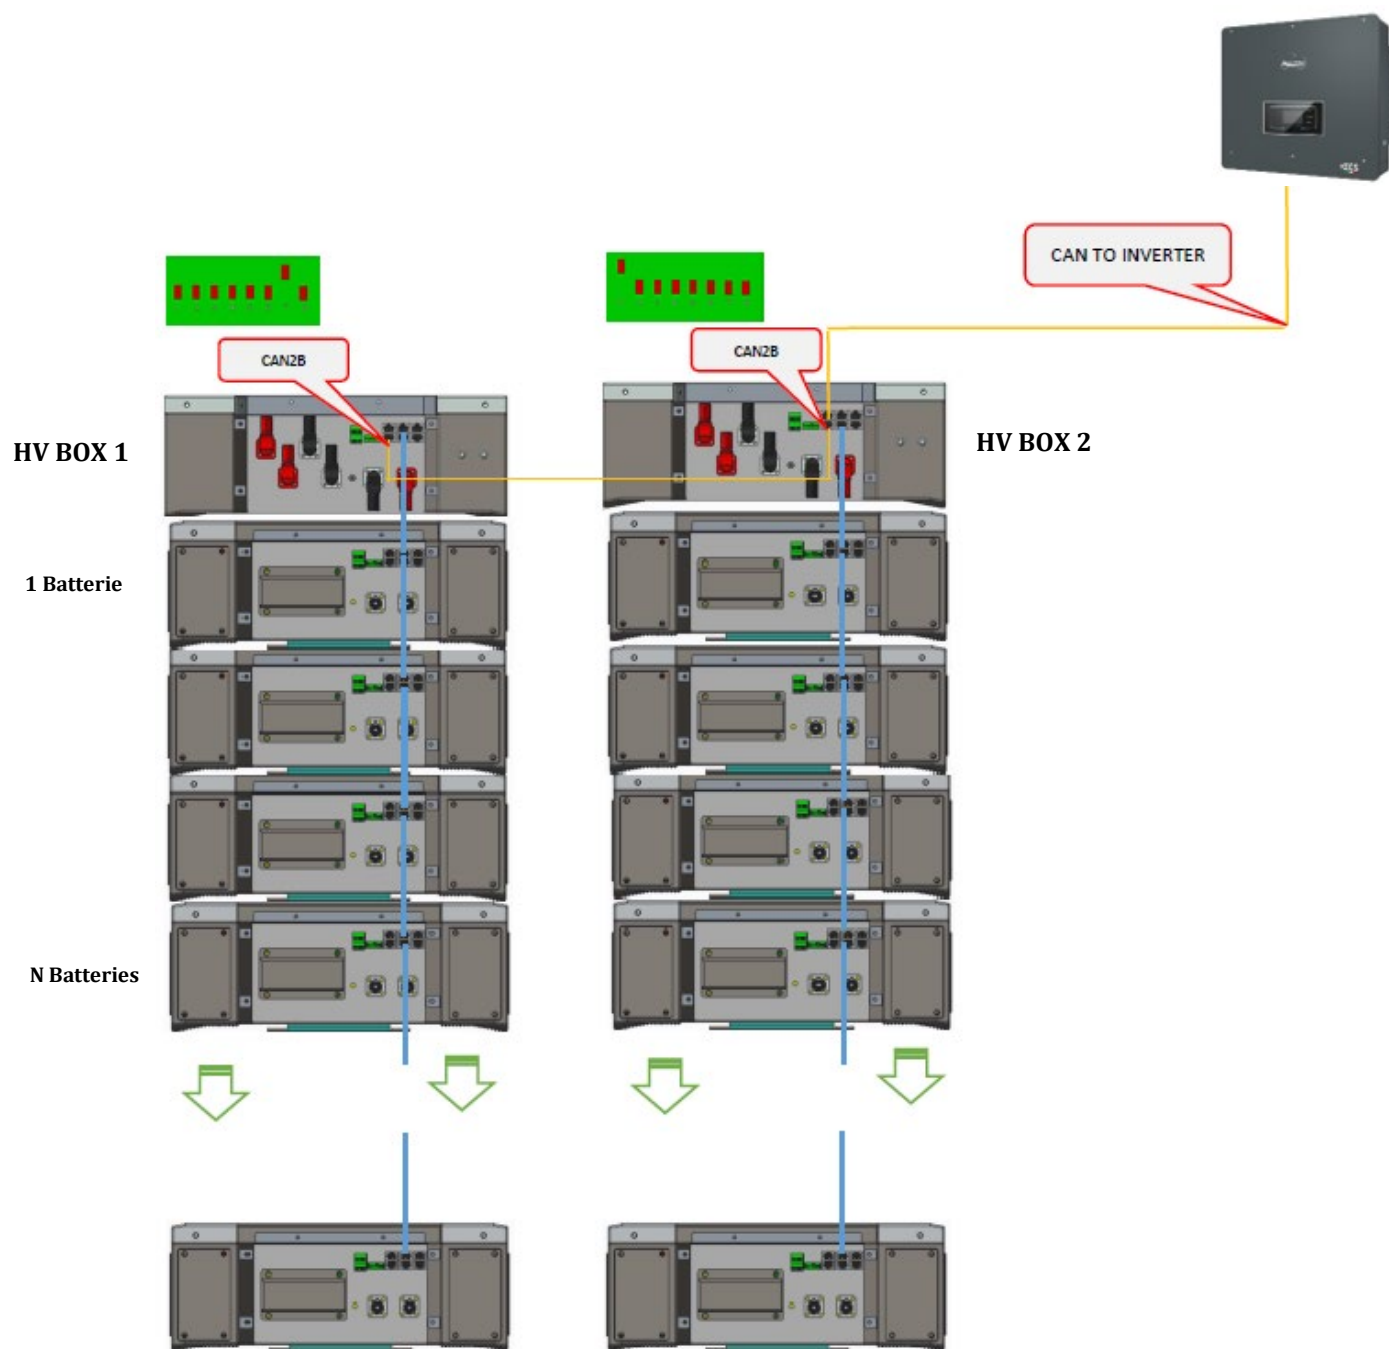 CAN TO INVERTER
CAN2B
CAN2B
HV BOX 1
HV BOX 2
1 Batterie
N Batteries